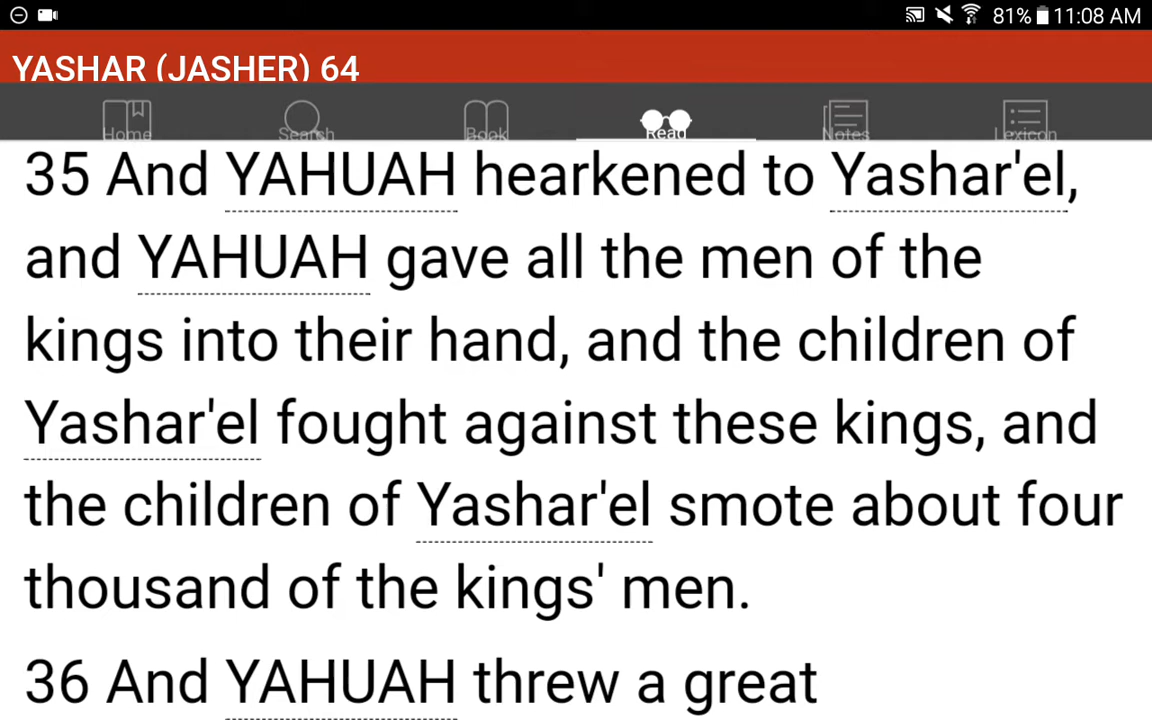 81% 11:08 AM
YASHAR (JASHER) 64
Home Search Book Read Notes Lexicon
35 And YAHUAH hearkened to Yashar'el,
and YAHUAH gave all the men of the
kings into their hand, and the children of
Yashar'el fought against these kings, and
the children of Yashar'el smote about four
thousand of the kings' men.
36 And YAHUAH threw a great